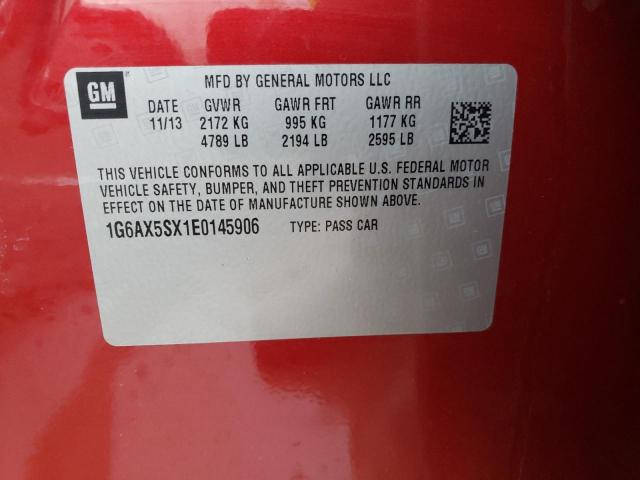 GM
MFD BY GENERAL MOTORS LLC
DATE GVWR GAWR FRT GAWR RR
11/13 2172 KG 995 KG 1177 KG
4789 LB 2194 LB 2595 LB
THIS VEHICLE CONFORMS TO ALL APPLICABLE U.S. FEDERAL MOTOR
VEHICLE SAFETY, BUMPER, AND THEFT PREVENTION STANDARDS IN
EFFECT ON THE DATE OF MANUFACTURE SHOWN ABOVE.
1G6AX5SX1E0145906 TYPE: PASS CAR